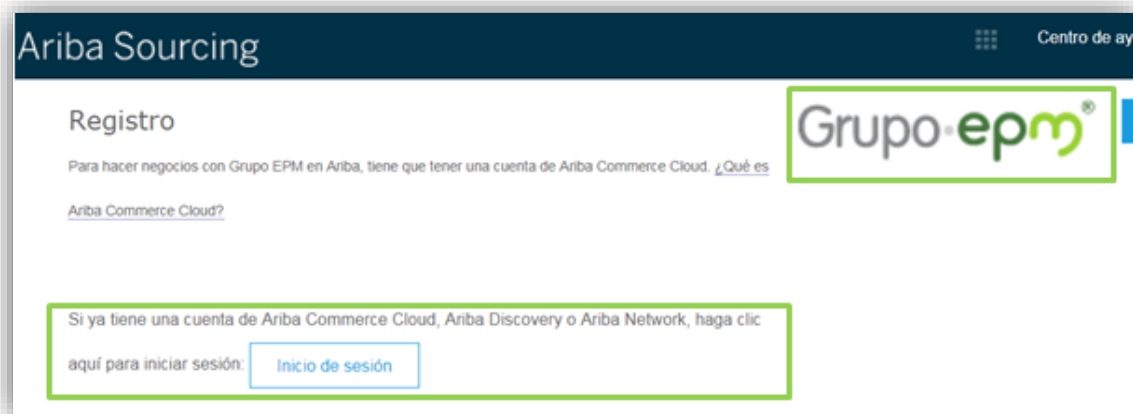 Ariba Sourcing
Centro de ay
Registro
Grupo·epm®
Para hacer negocios con Grupo EPM en Ariba, tiene que tener una cuenta de Ariba Commerce Cloud. ¿Qué es
Ariba Commerce Cloud?
Si ya tiene una cuenta de Ariba Commerce Cloud, Ariba Discovery o Ariba Network, haga clic
aquí para iniciar sesión: Inicio de sesión